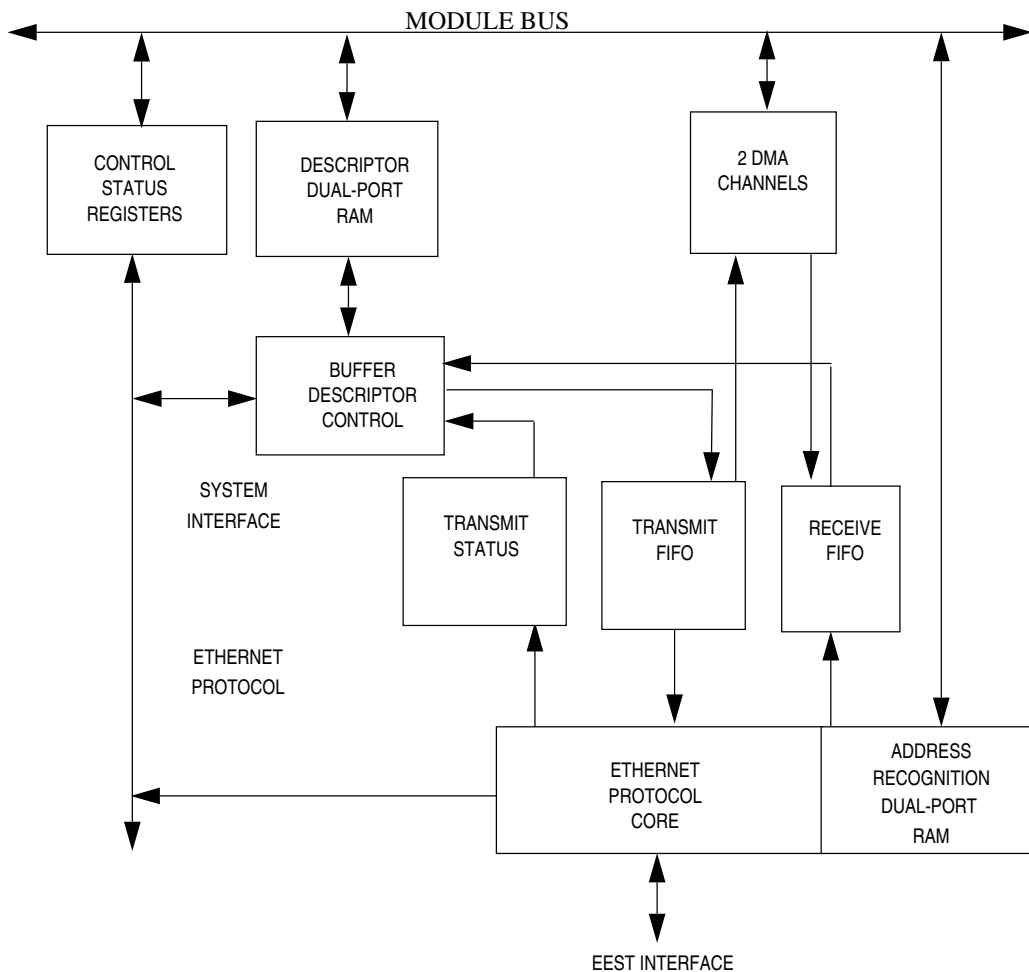 MODULE BUS
CONTROL
STATUS
REGISTERS
DESCRIPTOR
DUAL-PORT
RAM
2 DMA
CHANNELS
BUFFER
DESCRIPTOR
CONTROL
SYSTEM
INTERFACE
TRANSMIT
STATUS
TRANSMIT
FIFO
RECEIVE
FIFO
ETHERNET
PROTOCOL
ETHERNET
PROTOCOL
CORE
ADDRESS
RECOGNITION
DUAL-PORT
RAM
EEST INTERFACE